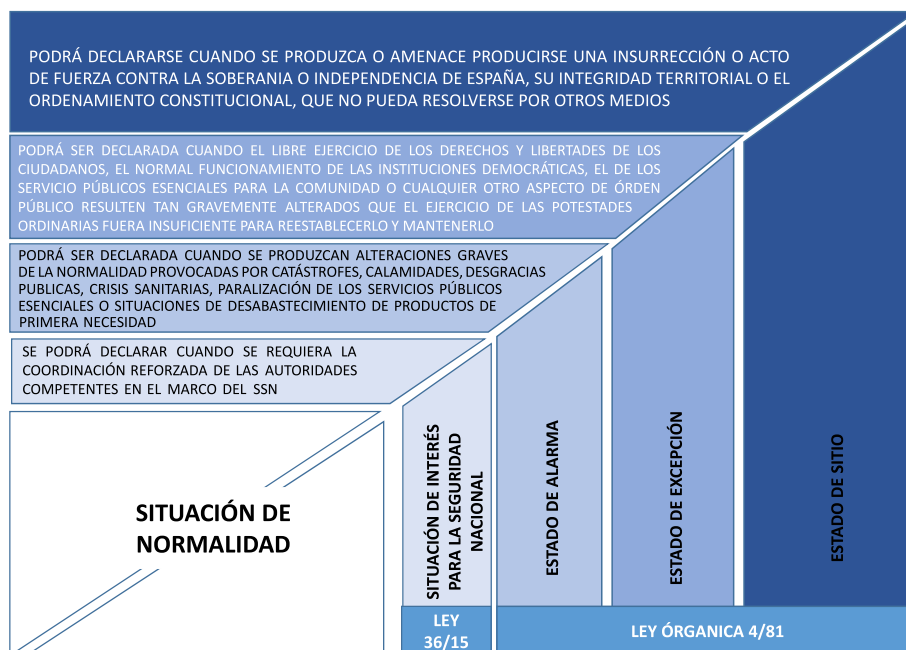 PODRÁ DECLARARSE CUANDO SE PRODUZCA O AMENACE PRODUCIRSE UNA INSURRECCIÓN O ACTO
DE FUERZA CONTRA LA SOBERANIA O INDEPENDENCIA DE ESPAÑA, SU INTEGRIDAD TERRITORIAL O EL
ORDENAMIENTO CONSTITUCIONAL, QUE NO PUEDA RESOLVERSE POR OTROS MEDIOS
PODRÁ SER DECLARADA CUANDO EL LIBRE EJERCICIO DE LOS DERECHOS Y LIBERTADES DE LOS
CIUDADANOS, EL NORMAL FUNCIONAMIENTO DE LAS INSTITUCIONES DEMOCRÁTICAS, EL DE LOS
SERVICIO PÚBLICOS ESENCIALES PARA LA COMUNIDAD O CUALQUIER OTRO ASPECTO DE ÓRDEN
PÚBLICO RESULTEN TAN GRAVEMENTE ALTERADOS QUE EL EJERCICIO DE LAS POTESTADES
ORDINARIAS FUERA INSUFICIENTE PARA REESTABLECERLO Y MANTENERLO
PODRÁ SER DECLARADA CUANDO SE PRODUZCAN ALTERACIONES GRAVES
DE LA NORMALIDAD PROVOCADAS POR CATÁSTROFES, CALAMIDADES, DESGRACIAS
PUBLICAS, CRISIS SANITARIAS, PARALIZACIÓN DE LOS SERVICIOS PÚBLICOS
ESENCIALES O SITUACIONES DE DESABASTECIMIENTO DE PRODUCTOS DE
PRIMERA NECESIDAD
SE PODRÁ DECLARAR CUANDO SE REQUIERA LA
COORDINACIÓN REFORZADA DE LAS AUTORIDADES
COMPETENTES EN EL MARCO DEL SSN
SITUACIÓN DE
NORMALIDAD
SITUACIÓN DE INTERÉS
PARA LA SEGURIDAD
NACIONAL
ESTADO DE ALARMA
ESTADO DE EXCEPCIÓN
ESTADO DE SITIO
LEY
36/15
LEY ÓRGANICA 4/81